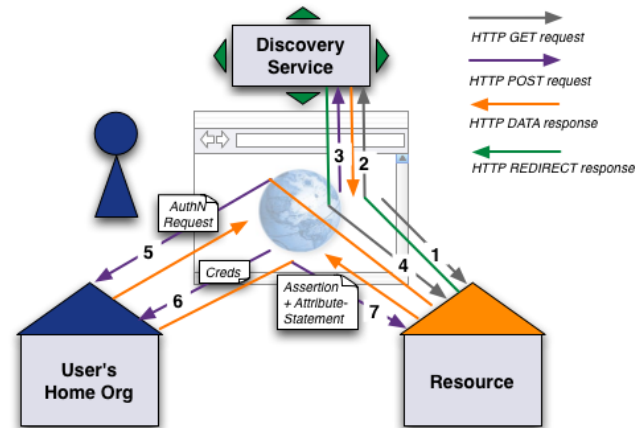 Discovery
Service
HTTP GET request
HTTP POST request
HTTP DATA response
HTTP REDIRECT response
3
2
AuthN
Request
5
4
1
Creds
6
Assertion
+ Attribute-
Statement
7
User's
Home Org
Resource